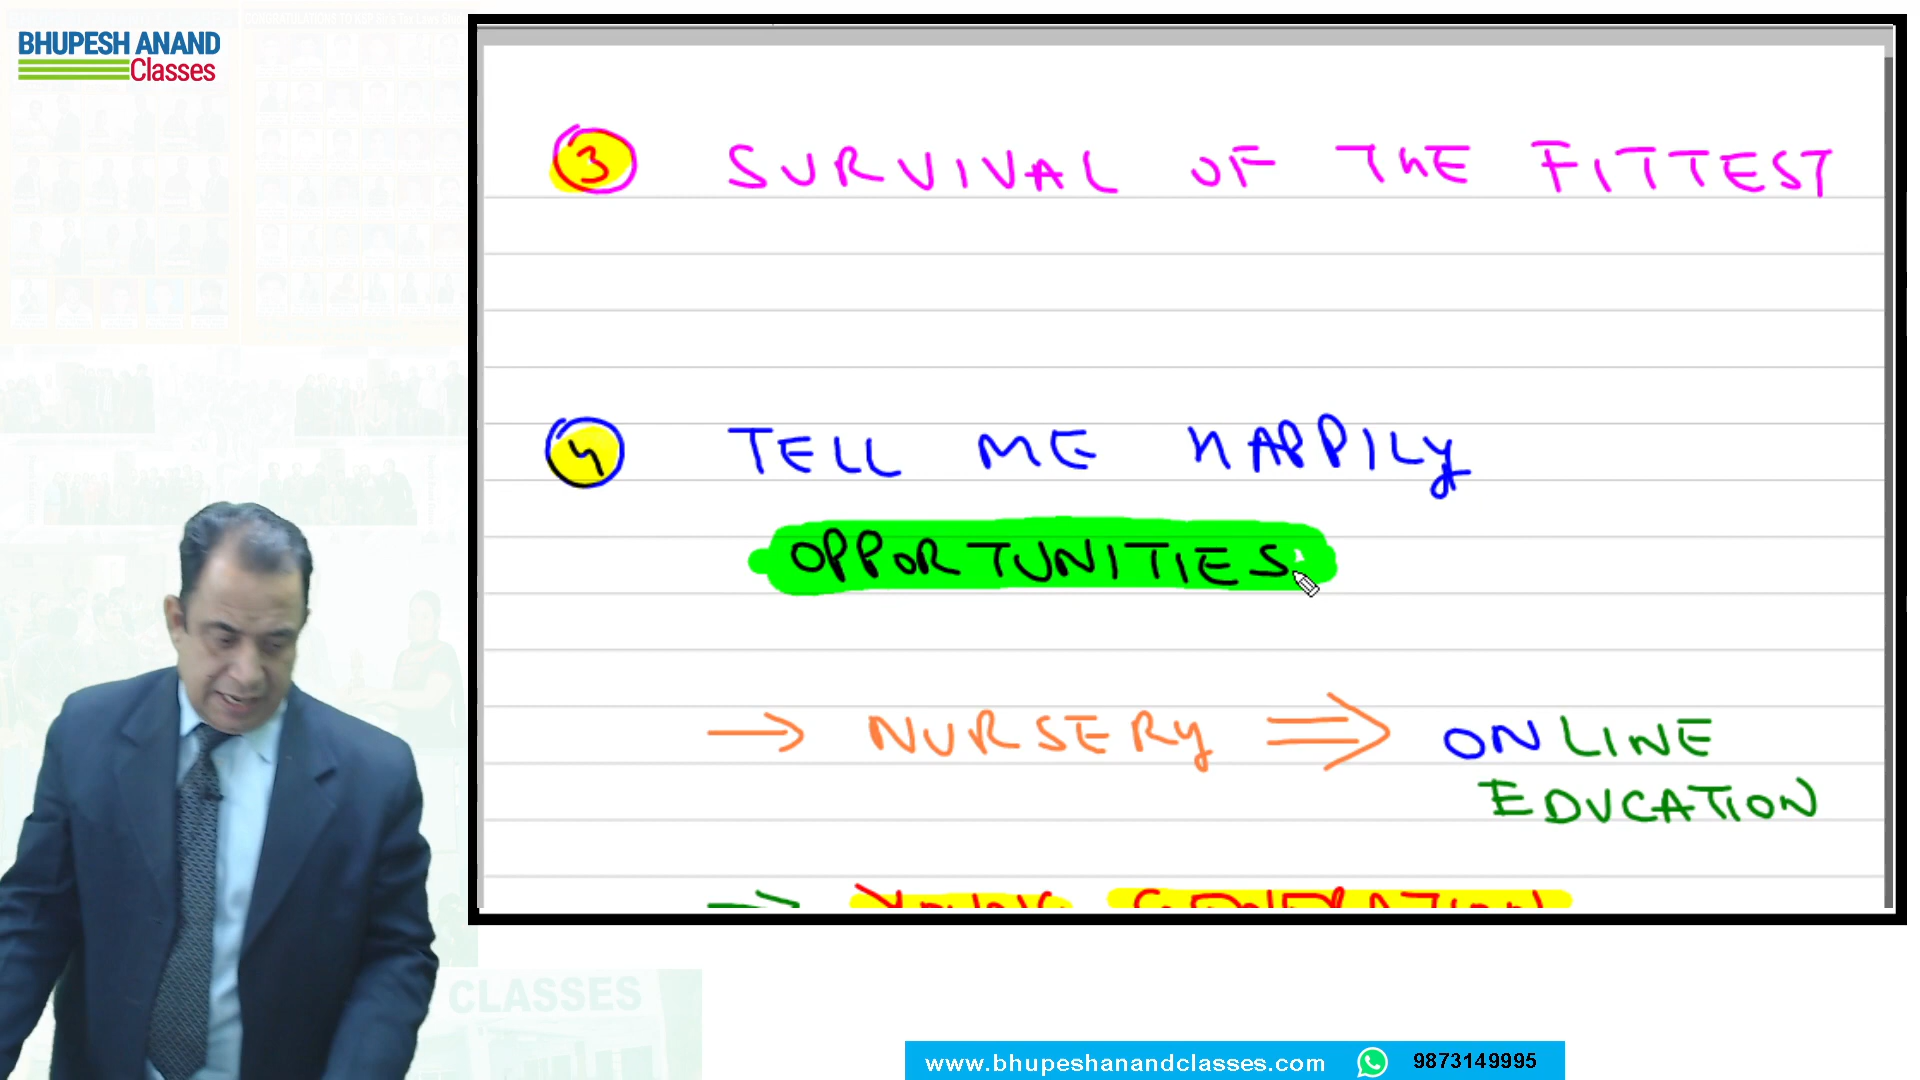 BHUPESH ANAND
Classes
3 SURVIVAL OF THE FITTEST
4 TELL ME HAPPILY
OPPORTUNITIES
→ NURSERY ⇒ ONLINE
EDUCATION
CLASSES
www.bhupeshanandclasses.com 9873149995